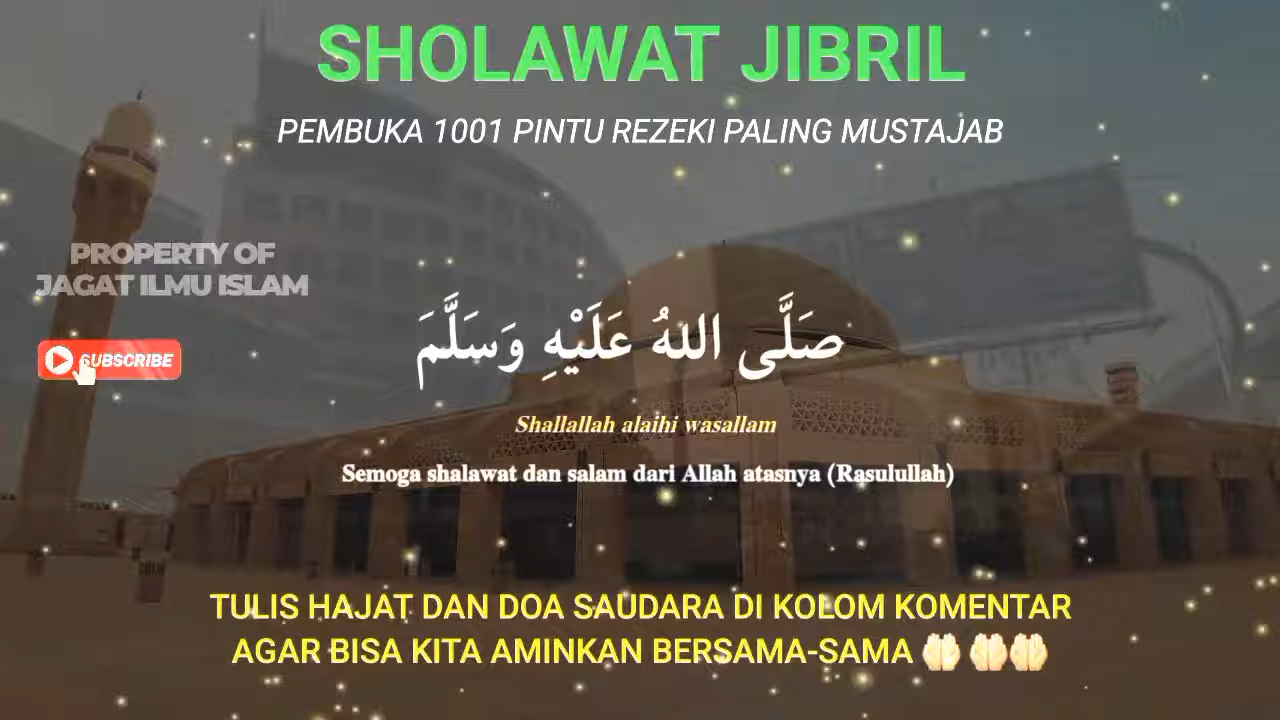 SHOLAWAT JIBRIL
PEMBUKA 1001 PINTU REZEKI PALING MUSTAJAB
PROPERTY OF
JAGAT ILMU ISLAM
SUBSCRIBE
صَلَّى اللهُ عَلَيْهِ وَسَلَّمَ
Shallallah alaihi wasallam
Semoga shalawat dan salam dari Allah atasnya (Rasulullah)
TULIS HAJAT DAN DOA SAUDARA DI KOLOM KOMENTAR
AGAR BISA KITA AMINKAN BERSAMA-SAMA 🤲🏻 🤲🏻🤲🏻